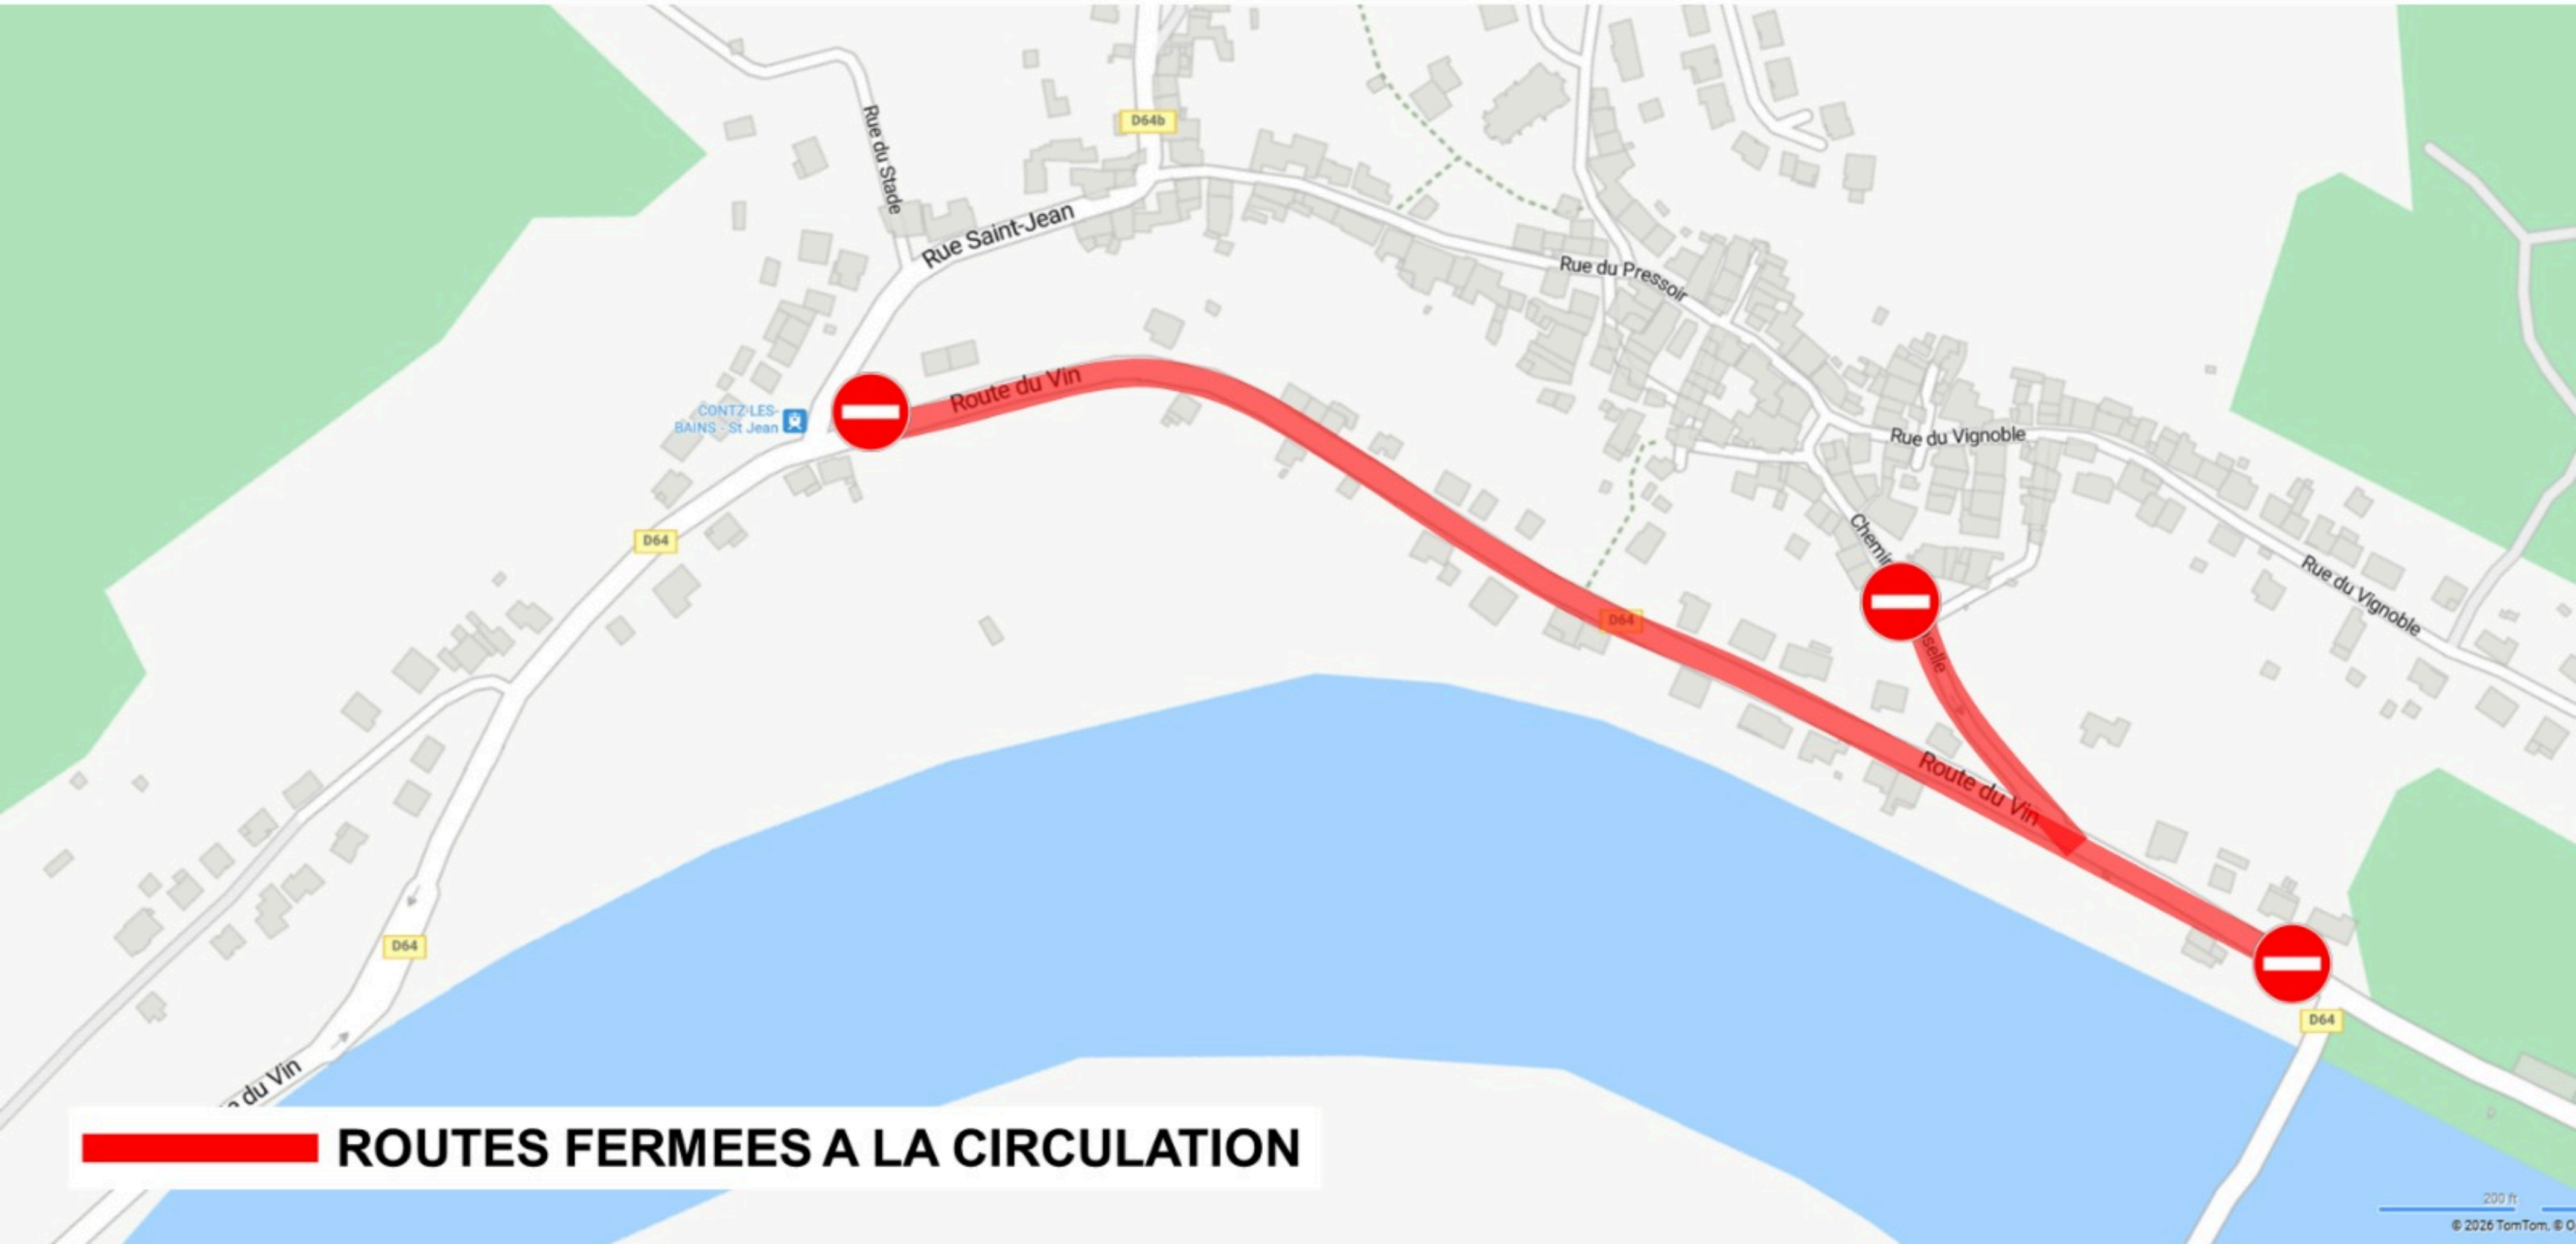 Rue du Stade
D64b
Rue Saint-Jean
Rue du Pressoir
Route du Vin
CONTZ-LES-
BAINS - St Jean
Rue du Vignoble
D64
Rue du Vignoble
D64
Route du Vin
D64
D64
du Vin
ROUTES FERMEES A LA CIRCULATION
200 ft
© 2026 TomTom, ©